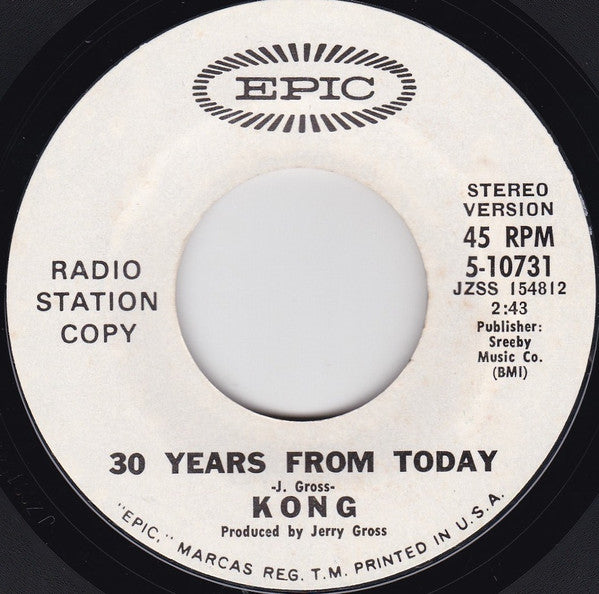 EPIC
RADIO
STATION
COPY
STEREO
VERSION
45 RPM
5-10731
JZSS 154812
2:43
Publisher:
Sreeby
Music Co.
(BMI)
30 YEARS FROM TODAY
-J. Gross-
KONG
Produced by Jerry Gross
"EPIC," MARCAS REG. T.M. PRINTED IN U.S.A.